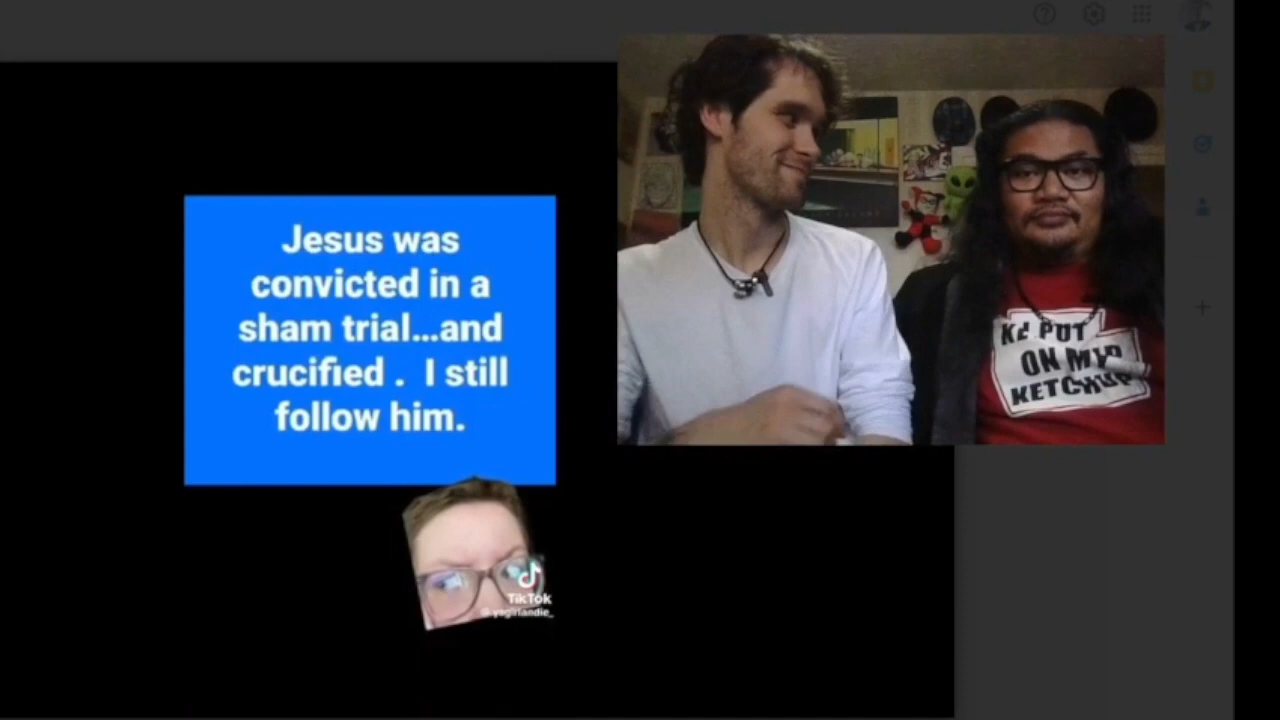 Jesus was
convicted in a
sham trial...and
crucified . I still
follow him.
TikTok
ON MY
KETCHUP